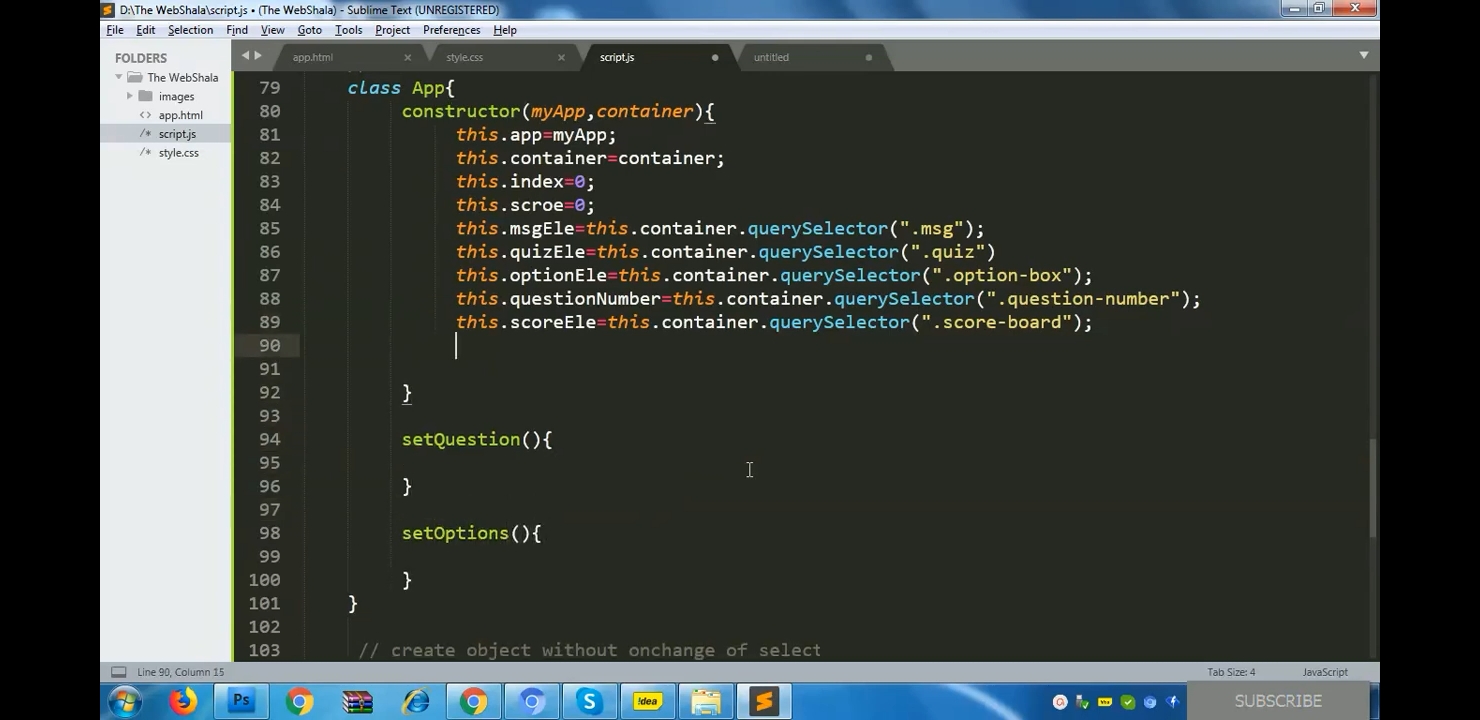 D:\The WebShala\script.js • (The WebShala) - Sublime Text (UNREGISTERED)
File Edit Selection Find View Goto Tools Project Preferences Help
FOLDERS
The WebShala
images
<> app.html
/* script.js
/* style.css
app.html × style.css × script.js untitled
79 class App{
80 constructor(myApp,container){
81 this.app=myApp;
82 this.container=container;
83 this.index=0;
84 this.scroe=0;
85 this.msgEle=this.container.querySelector(".msg");
86 this.quizEle=this.container.querySelector(".quiz")
87 this.optionEle=this.container.querySelector(".option-box");
88 this.questionNumber=this.container.querySelector(".question-number");
89 this.scoreEle=this.container.querySelector(".score-board");
90
91
92 }
93
94 setQuestion(){
95
96 }
97
98 setOptions(){
99
100 }
101 }
102
103 // create object without onchange of select
Line 90, Column 15 Tab Size: 4 JavaScript
Ps !dea SUBSCRIBE